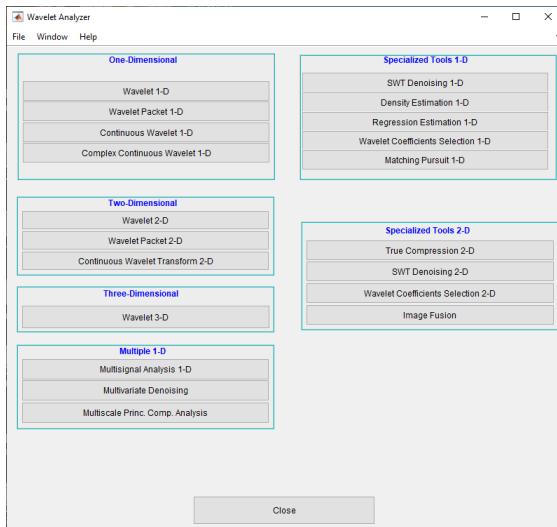 Wavelet Analyzer
File Window Help
One-Dimensional
Wavelet 1-D
Wavelet Packet 1-D
Continuous Wavelet 1-D
Complex Continuous Wavelet 1-D
Two-Dimensional
Wavelet 2-D
Wavelet Packet 2-D
Continuous Wavelet Transform 2-D
Three-Dimensional
Wavelet 3-D
Multiple 1-D
Multisignal Analysis 1-D
Multivariate Denoising
Multiscale Princ. Comp. Analysis
Specialized Tools 1-D
SWT Denoising 1-D
Density Estimation 1-D
Regression Estimation 1-D
Wavelet Coefficients Selection 1-D
Matching Pursuit 1-D
Specialized Tools 2-D
True Compression 2-D
SWT Denoising 2-D
Wavelet Coefficients Selection 2-D
Image Fusion
Close